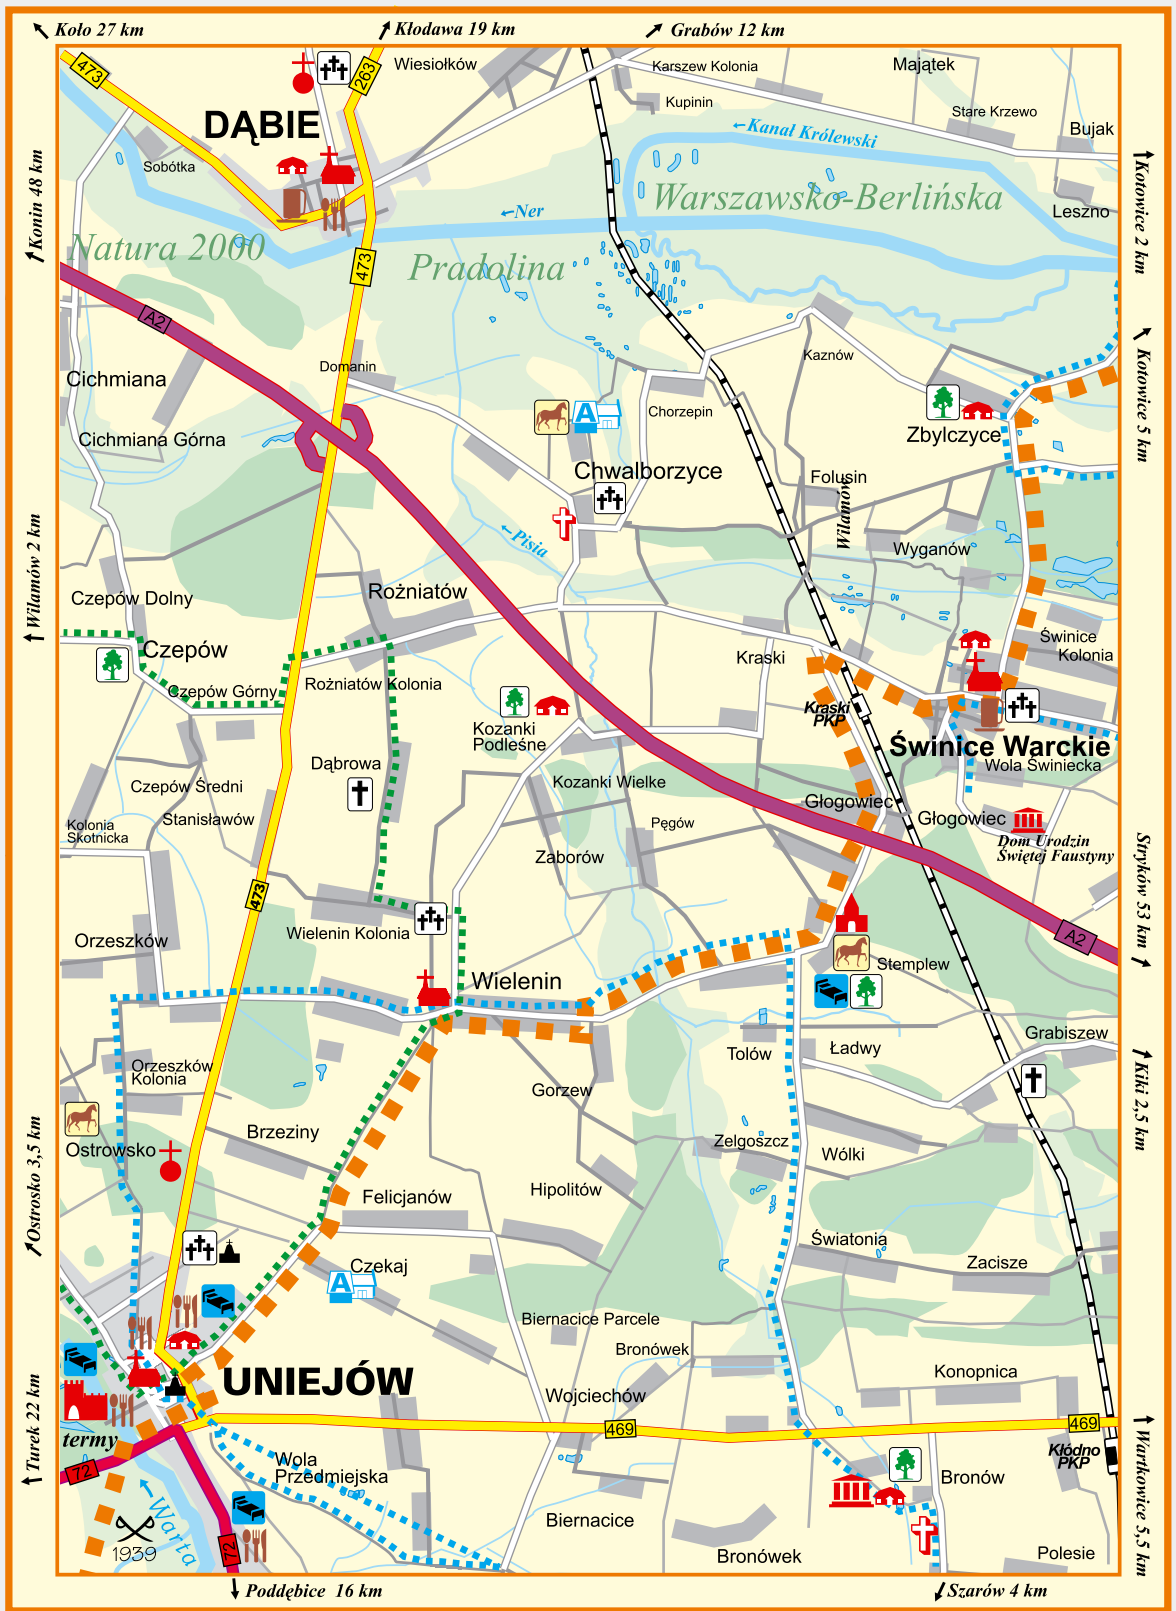 Koło 27 km
Kłodawa 19 km
Grabów 12 km
473
263
Wiesiołków
Karszew Kolonia
Majątek
Kupinin
Stare Krzewo
DĄBIE
Bujak
Kanał Królewski
Sobótka
Konin 48 km
Kotowice 2 km
Warszawsko-Berlińska
Leszno
Ner
Natura 2000
Pradolina
473
A2
Domanin
Kaznów
Kotowice 5 km
Cichmiana
Chorzepin
A
Zbylczyce
Cichmiana Górna
Chwalborzyce
Folusin
Wilamów
Pisia
Wyganów
Wilamów 2 km
Rożniatów
Czepów Dolny
Czepów
Świnice
Kolonia
Kraski
Czepów Górny
Rożniatów Kolonia
Kraski
PKP
Kozanki
Podleśne
Świnice Warckie
Dąbrowa
Wola Świniecka
Kozanki Wielke
Czepów Średni
Głogowiec
Stanisławów
Głogowiec
Kolonia
Skotnicka
Pęgów
Dom Urodzin
Świętej Faustyny
Zaborów
473
Stryków 53 km
Wielenin Kolonia
Orzeszków
A2
Stemplew
Wielenin
Grabiszew
Tolów
Ładwy
Orzeszków
Kolonia
Gorzew
Kiki 2,5 km
Brzeziny
Zelgoszcz
Ostrowsko
Wólki
Ostrosko 3,5 km
Felicjanów
Hipolitów
Światonia
Czekaj
Zacisze
A
Biernacice Parcele
Bronówek
UNIEJÓW
Konopnica
Wojciechów
Turek 22 km
469
469
termy
Kłódno
PKP
Wartkowice 5,5 km
72
Wola
Przedmiejska
Bronów
Warta
Biernacice
1939
72
Bronówek
Polesie
Poddębice 16 km
Szarów 4 km